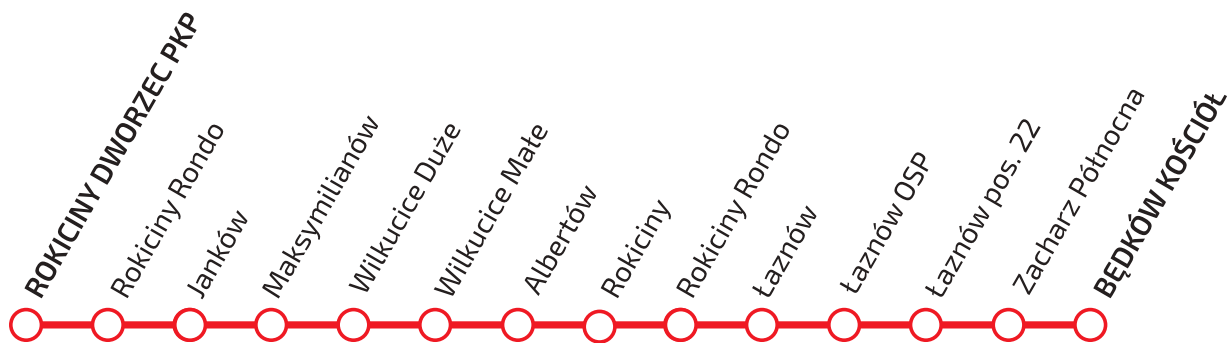 ROKICINY DWORZEC PKP
Rokiciny Rondo
Janków
Maksymilianów
Wilkucice Duże
Wilkucice Małe
Albertów
Rokiciny
Rokiciny Rondo
Łaznów
Łaznów OSP
Łaznów pos. 22
Zacharz Północna
BĘDKÓW KOŚCIÓŁ